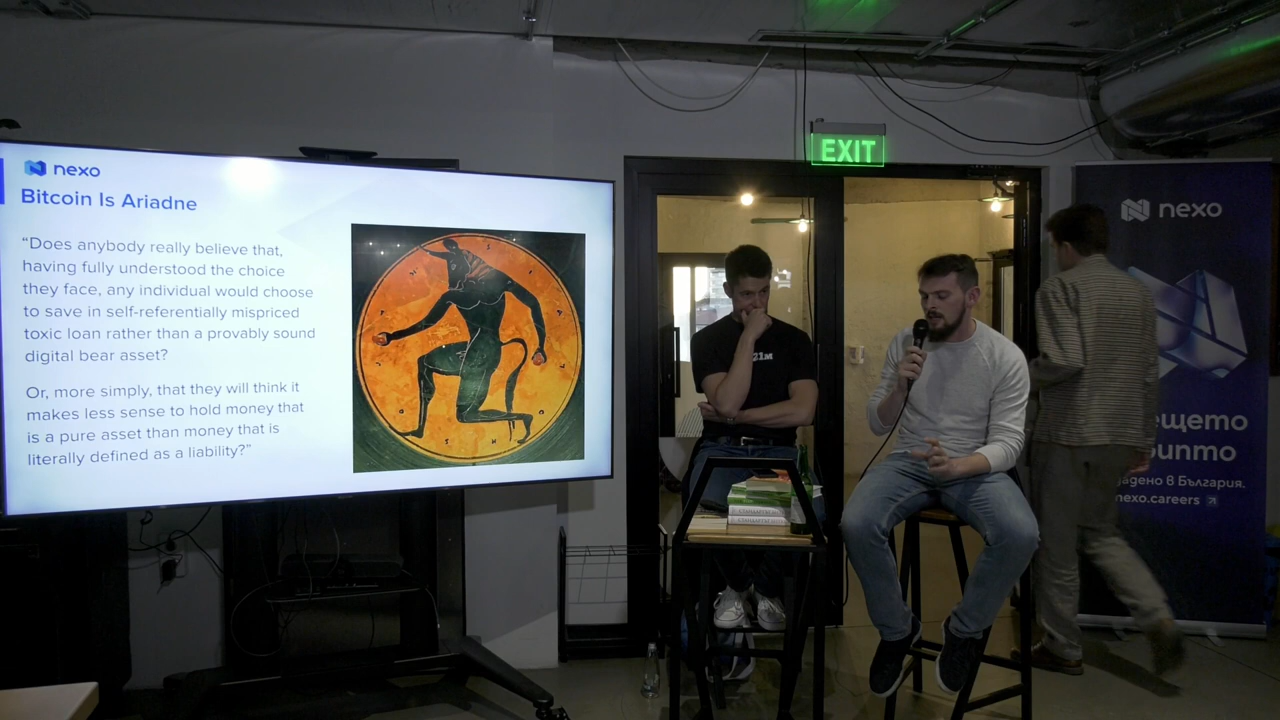 nexo
Bitcoin Is Ariadne
“Does anybody really believe that,
having fully understood the choice
they face, any individual would choose
to save in self-referentially mispriced
toxic loan rather than a provably sound
digital bear asset?
Or, more simply, that they will think it
makes less sense to hold money that
is a pure asset than money that is
literally defined as a liability?”
EXIT
21м
nexo
в България.
nexo.careers